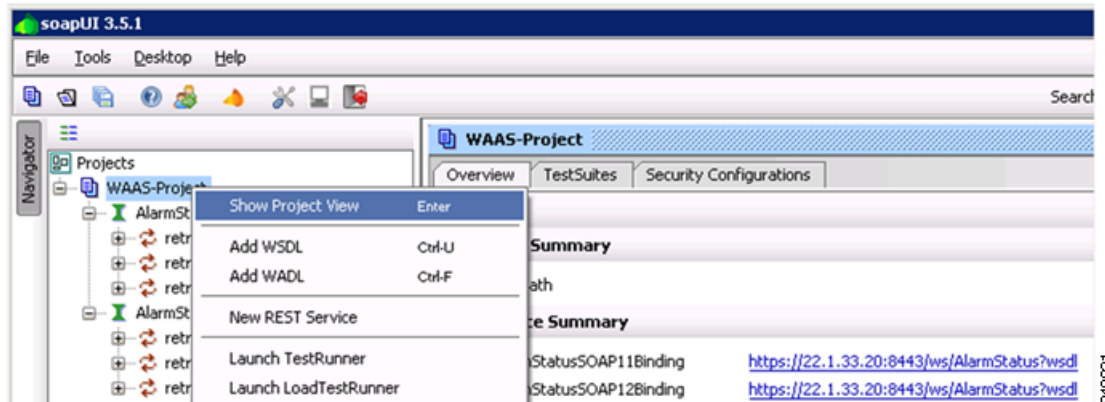 soapUI 3.5.1
File Tools Desktop Help
Search
Navigator
Projects
WAAS-Project
WAAS-Project
Overview TestSuites Security Configurations
AlarmSt
retr
retr
retr
AlarmSt
retr
retr
retr
Show Project View Enter
Add WSDL Ctrl-U
Add WADL Ctrl-F
New REST Service
Launch TestRunner
Launch LoadTestRunner
Summary
ath
ce Summary
nStatusSOAP11Binding https://22.1.33.20:8443/ws/AlarmStatus?wsdl
nStatusSOAP12Binding https://22.1.33.20:8443/ws/AlarmStatus?wsdl